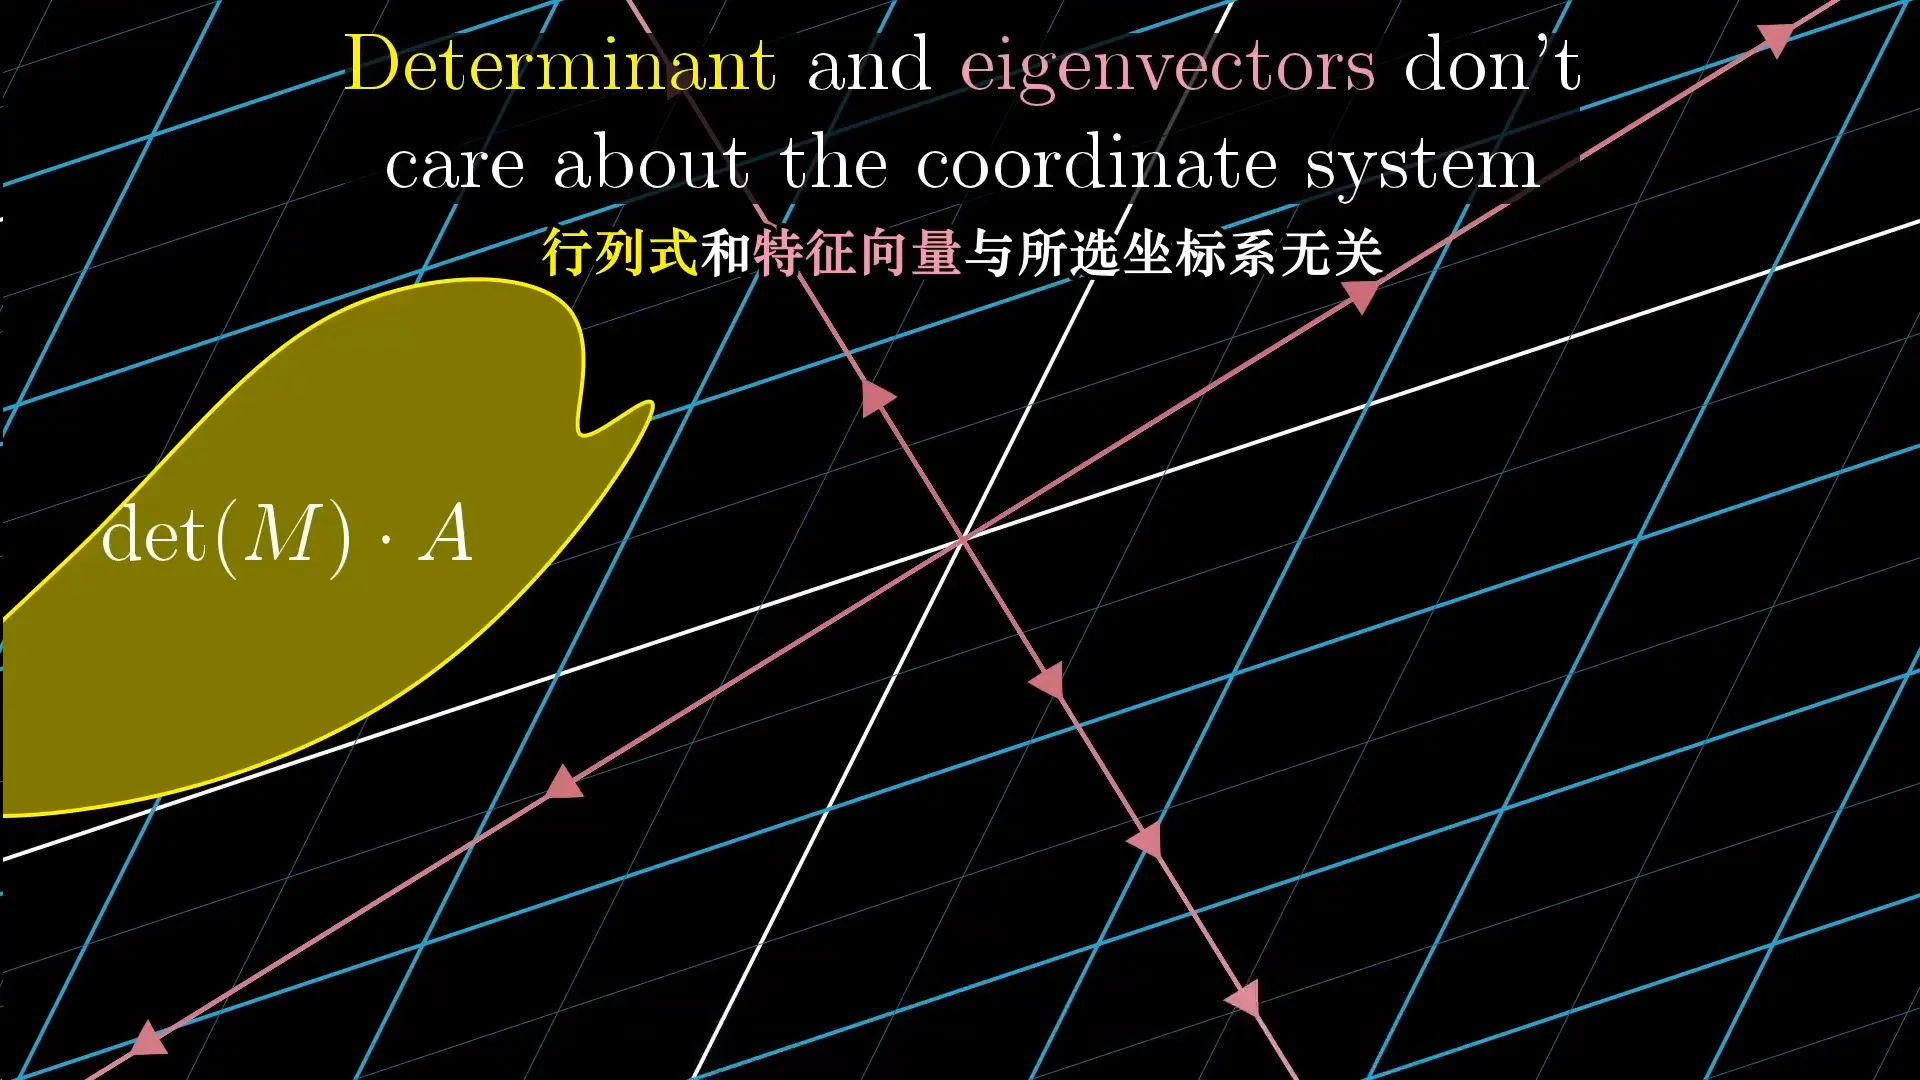 Determinant and eigenvectors don't
care about the coordinate system
行列式和特征向量与所选坐标系无关
det(M) · A